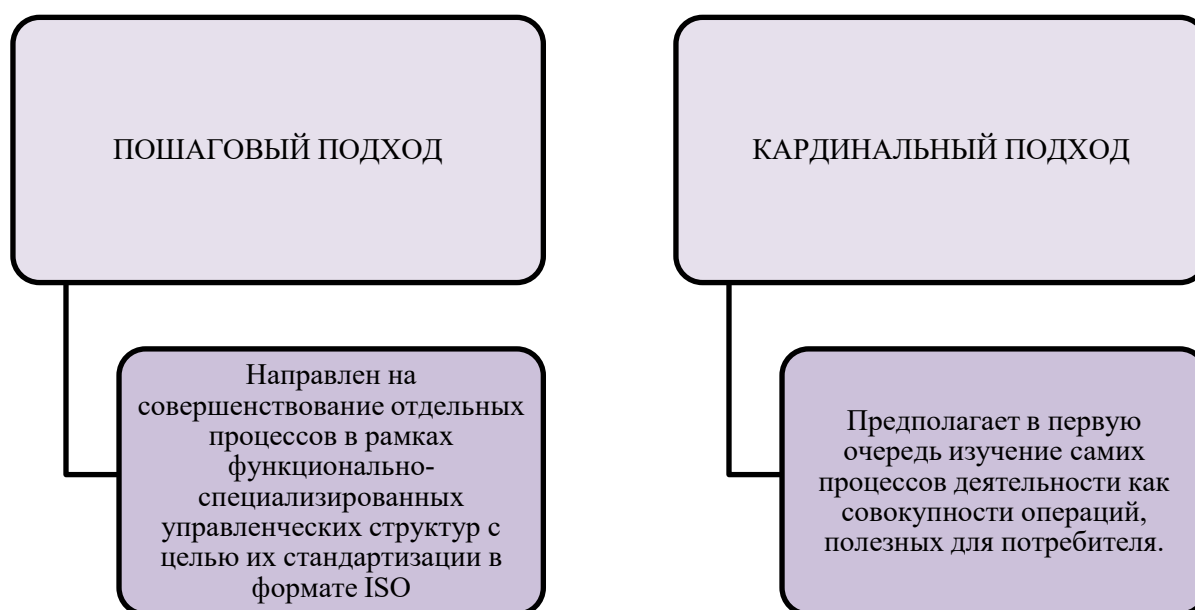 ПОШАГОВЫЙ ПОДХОД
Направлен на
совершенствование отдельных
процессов в рамках
функционально-
специализированных
управленческих структур с
целью их стандартизации в
формате ISO
КАРДИНАЛЬНЫЙ ПОДХОД
Предполагает в первую
очередь изучение самих
процессов деятельности как
совокупности операций,
полезных для потребителя.